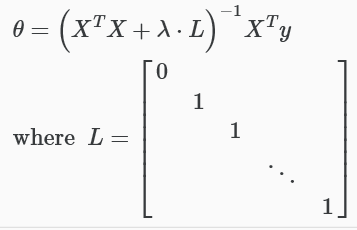 θ = (XᵀX + λ · L)⁻¹ Xᵀy
where L = [0
1
1
⋱
1]